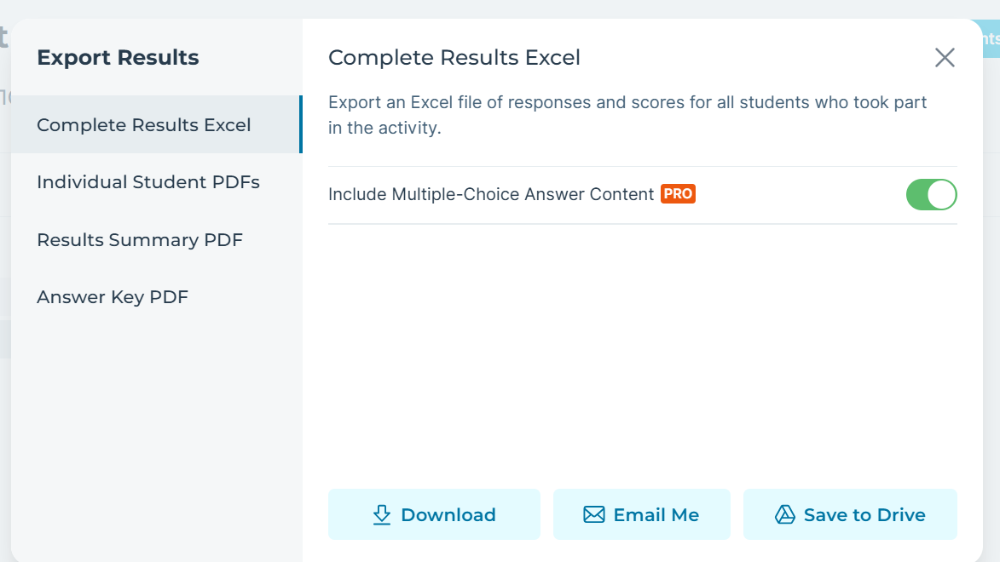 Export Results
Complete Results Excel
Individual Student PDFs
Results Summary PDF
Answer Key PDF
Complete Results Excel
Export an Excel file of responses and scores for all students who took part
in the activity.
Include Multiple-Choice Answer Content PRO
Download
Email Me
Save to Drive